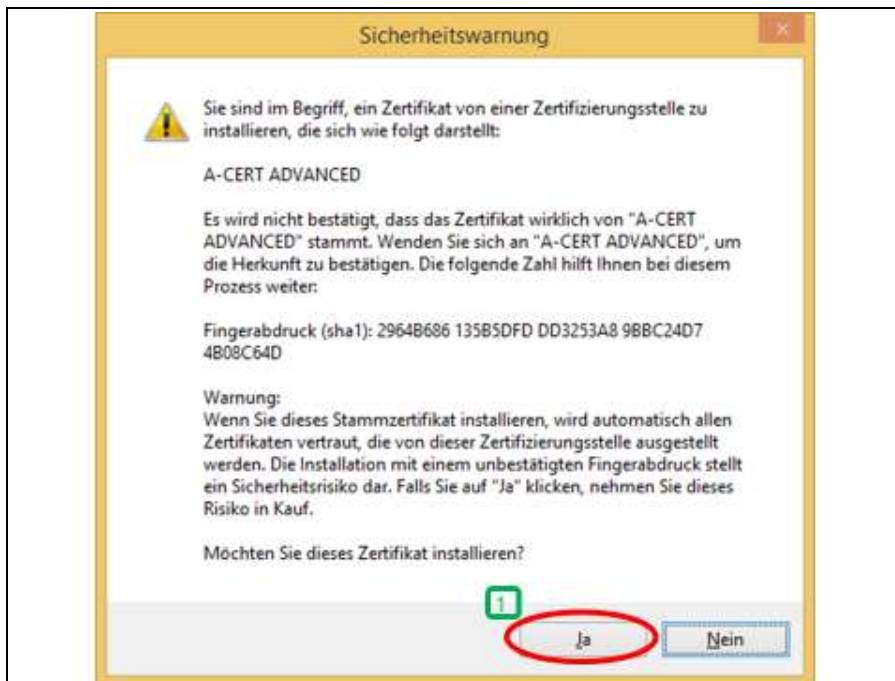 Sicherheitswarnung
Sie sind im Begriff, ein Zertifikat von einer Zertifizierungsstelle zu
installieren, die sich wie folgt darstellt:
A-CERT ADVANCED
Es wird nicht bestätigt, dass das Zertifikat wirklich von "A-CERT
ADVANCED" stammt. Wenden Sie sich an "A-CERT ADVANCED", um
die Herkunft zu bestätigen. Die folgende Zahl hilft Ihnen bei diesem
Prozess weiter:
Fingerabdruck (sha1): 2964B686 135B5DFD DD3253A8 9BBC24D7
4B08C64D
Warnung:
Wenn Sie dieses Stammzertifikat installieren, wird automatisch allen
Zertifikaten vertraut, die von dieser Zertifizierungsstelle ausgestellt
werden. Die Installation mit einem unbestätigten Fingerabdruck stellt
ein Sicherheitsrisiko dar. Falls Sie auf "Ja" klicken, nehmen Sie dieses
Risiko in Kauf.
Möchten Sie dieses Zertifikat installieren?
1
Ja Nein